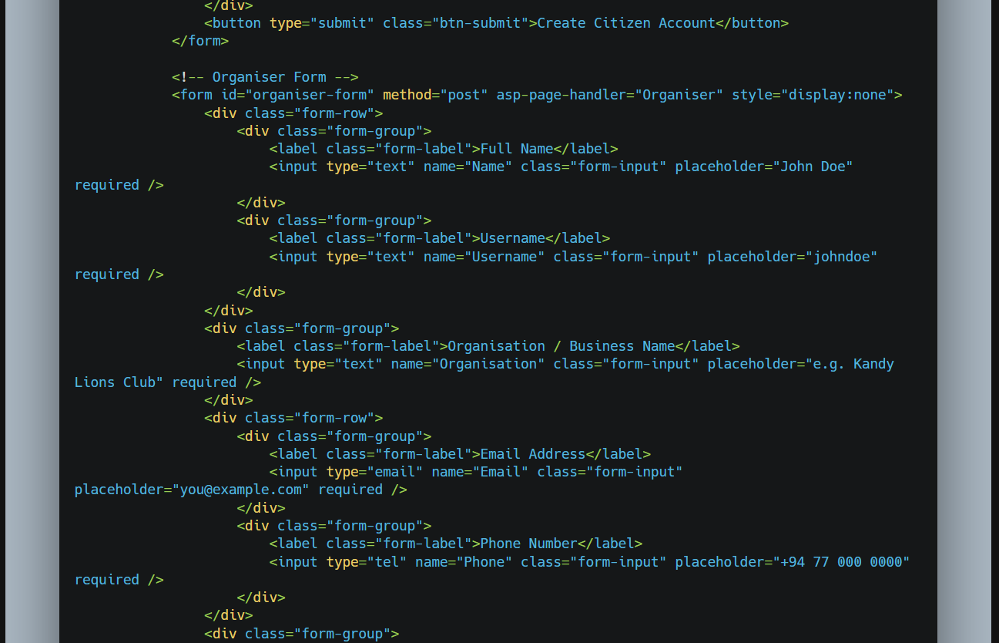 </div>
                <button type="submit" class="btn-submit">Create Citizen Account</button>
            </form>

            <!-- Organiser Form -->
            <form id="organiser-form" method="post" asp-page-handler="Organiser" style="display:none">
                <div class="form-row">
                    <div class="form-group">
                        <label class="form-label">Full Name</label>
                        <input type="text" name="Name" class="form-input" placeholder="John Doe"
required />
                    </div>
                    <div class="form-group">
                        <label class="form-label">Username</label>
                        <input type="text" name="Username" class="form-input" placeholder="johndoe"
required />
                    </div>
                </div>
                <div class="form-group">
                    <label class="form-label">Organisation / Business Name</label>
                    <input type="text" name="Organisation" class="form-input" placeholder="e.g. Kandy
Lions Club" required />
                </div>
                <div class="form-row">
                    <div class="form-group">
                        <label class="form-label">Email Address</label>
                        <input type="email" name="Email" class="form-input"
placeholder="you@example.com" required />
                    </div>
                    <div class="form-group">
                        <label class="form-label">Phone Number</label>
                        <input type="tel" name="Phone" class="form-input" placeholder="+94 77 000 0000"
required />
                    </div>
                </div>
                <div class="form-group">